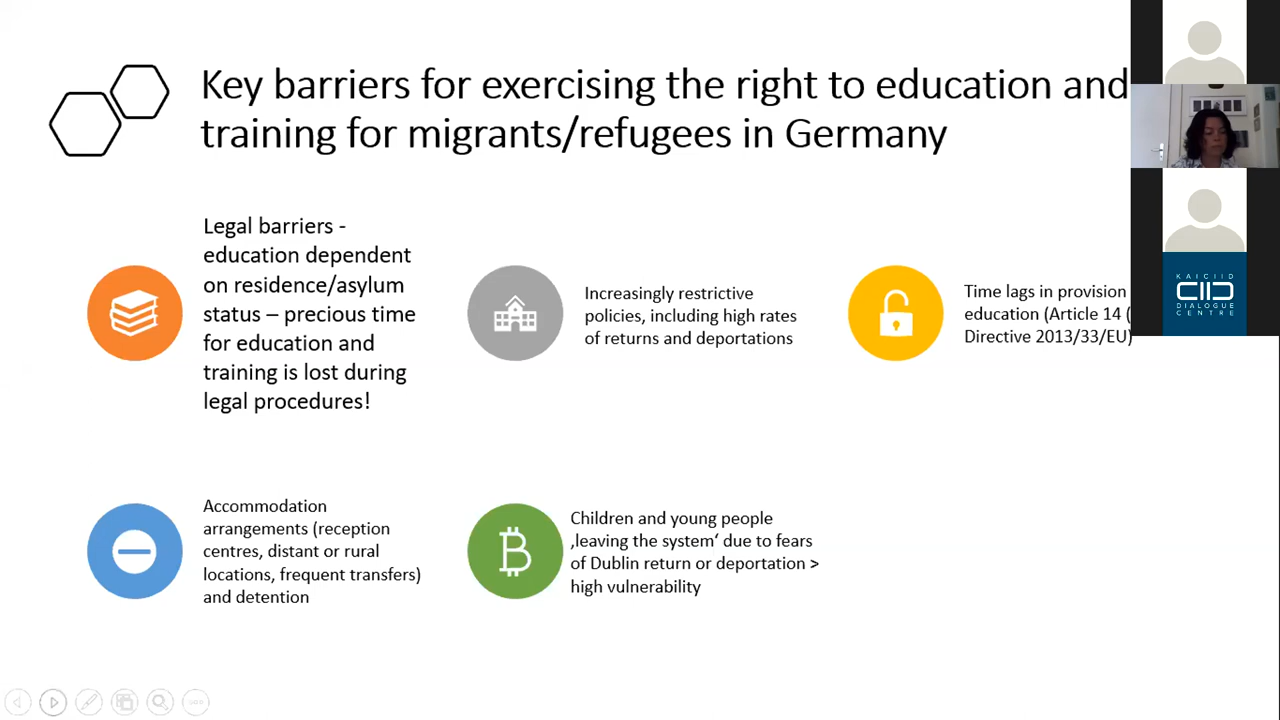 Key barriers for exercising the right to education and
training for migrants/refugees in Germany
Legal barriers -
education dependent
on residence/asylum
status – precious time
for education and
training is lost during
legal procedures!
Increasingly restrictive
policies, including high rates
of returns and deportations
Time lags in provision
education (Article 14 (
Directive 2013/33/EU)
Accommodation
arrangements (reception
centres, distant or rural
locations, frequent transfers)
and detention
Children and young people
‚leaving the system‘ due to fears
of Dublin return or deportation >
high vulnerability
KAICIID
DIALOGUE
CENTRE